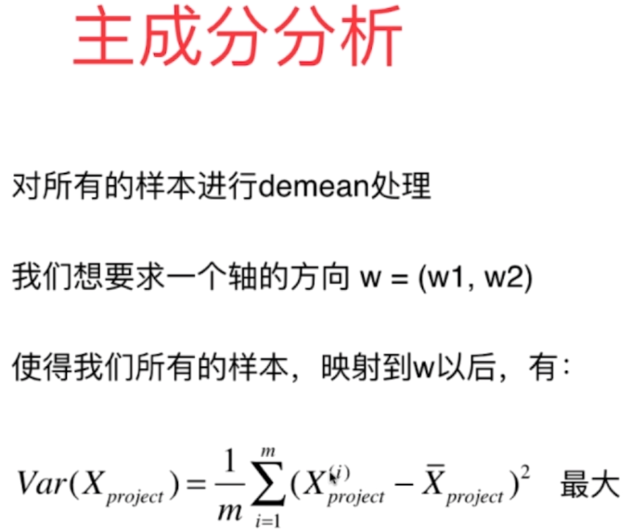 主成分分析
对所有的样本进行demean处理
我们想要求一个轴的方向 w = (w1, w2)
使得我们所有的样本，映射到w以后，有：
$Var(X_{project}) = \frac{1}{m} \sum_{i=1}^{m} (X_{project}^{(i)} - \overline{X}_{project})^2$ 最大